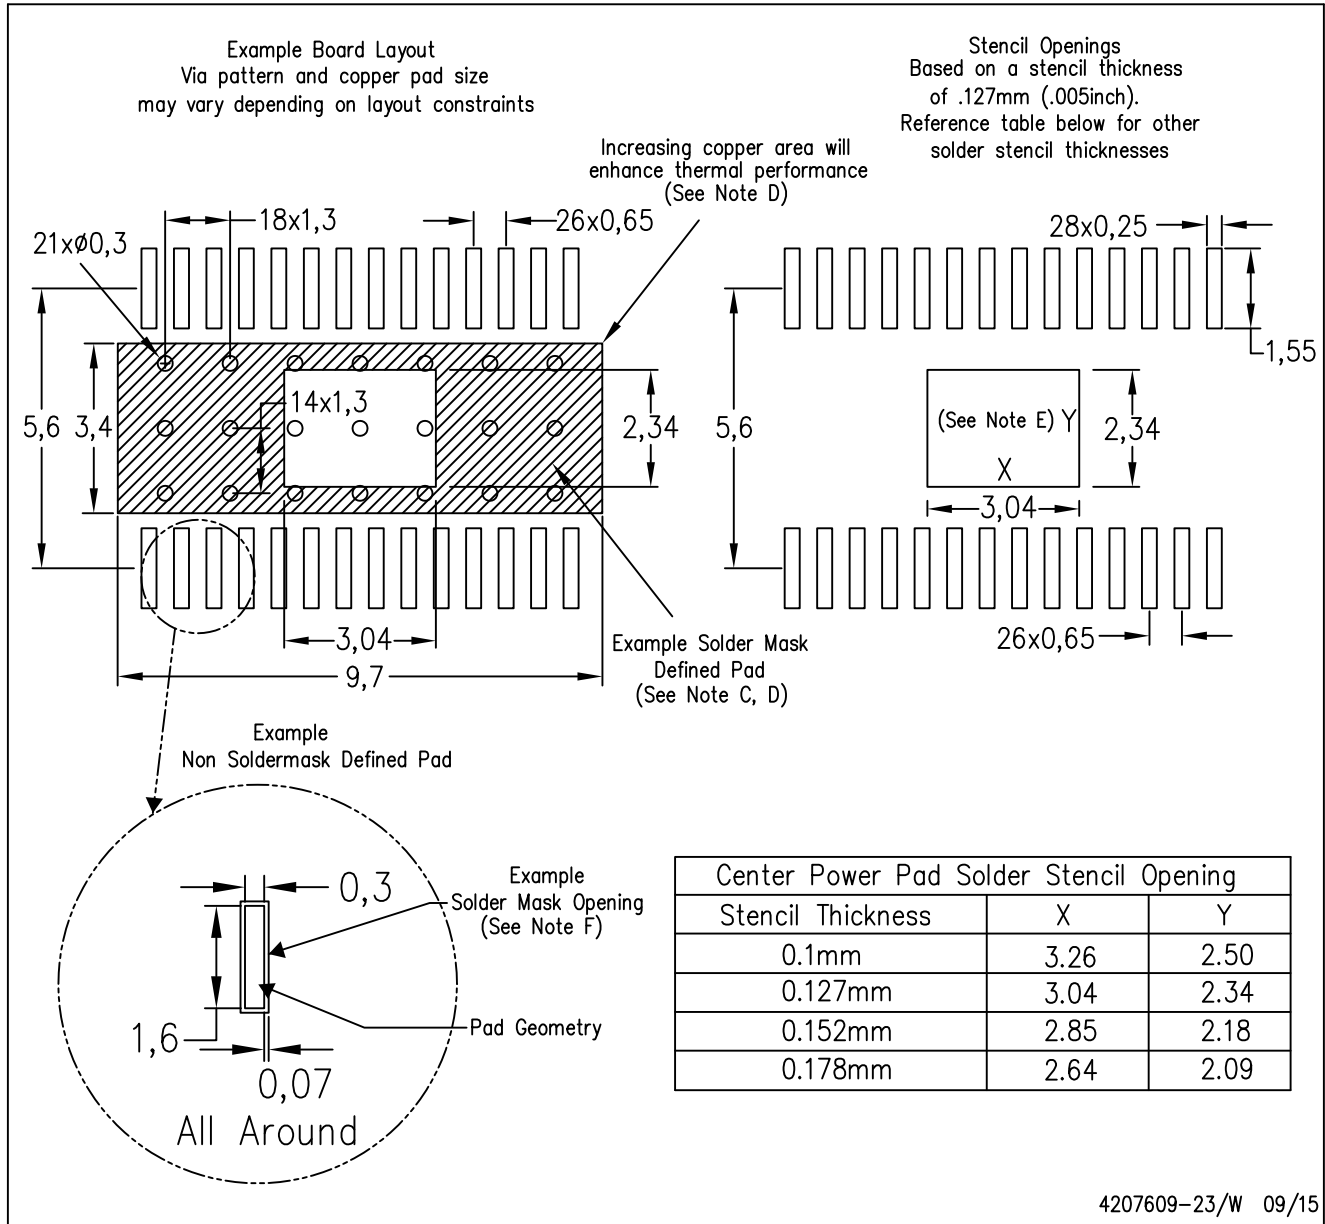 Example Board Layout
Via pattern and copper pad size
may vary depending on layout constraints
Stencil Openings
Based on a stencil thickness
of .127mm (.005inch).
Reference table below for other
solder stencil thicknesses
Increasing copper area will
enhance thermal performance
(See Note D)
18x1,3
26x0,65
21xø0,3
5,6
3,4
14x1,3
2,34
3,04
9,7
Example Solder Mask
Defined Pad
(See Note C, D)
28x0,25
1,55
5,6
(See Note E)
Y
X
2,34
3,04
26x0,65
Example
Non Soldermask Defined Pad
0,3
Example
Solder Mask Opening
(See Note F)
Pad Geometry
1,6
0,07
All Around
Center Power Pad Solder Stencil Opening
Stencil Thickness X Y
0.1mm 3.26 2.50
0.127mm 3.04 2.34
0.152mm 2.85 2.18
0.178mm 2.64 2.09
4207609-23/W 09/15